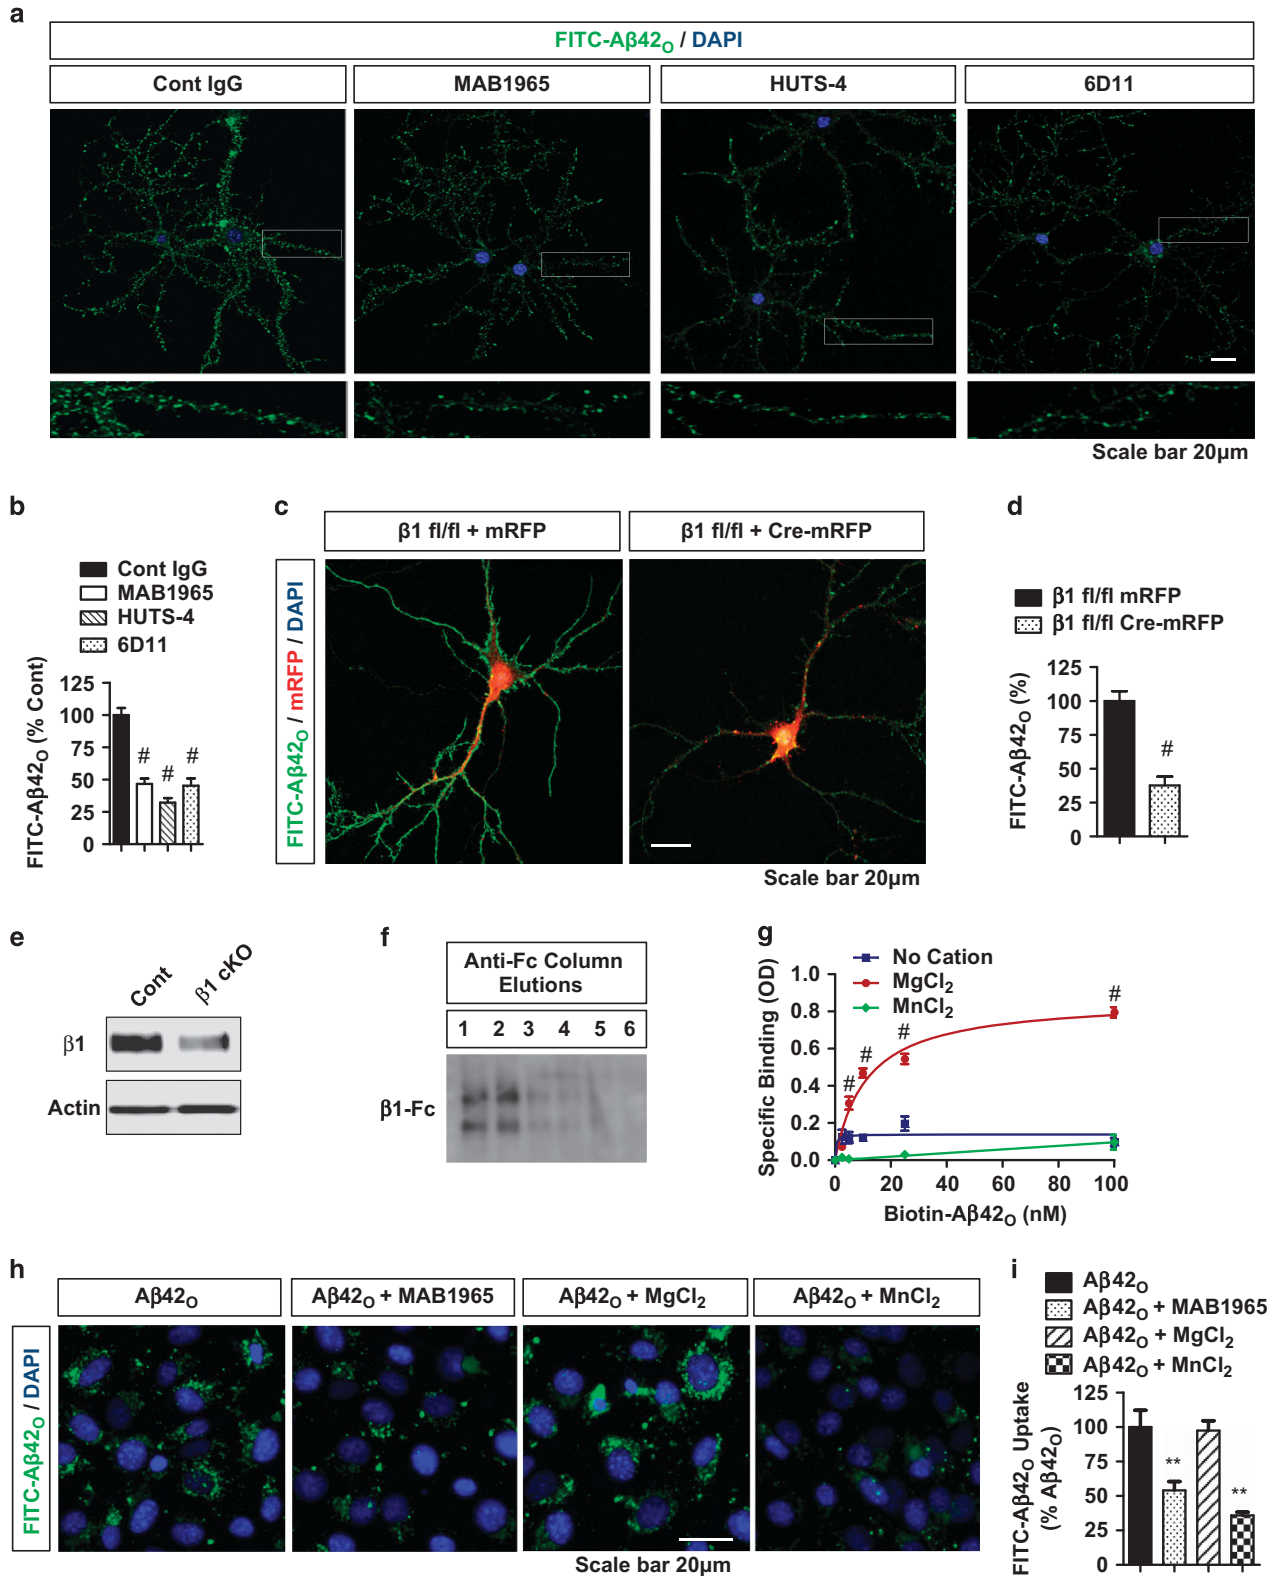 a
FITC-Aβ42O / DAPI
Cont IgG
MAB1965
HUTS-4
6D11
Scale bar 20μm
b
Cont IgG
MAB1965
HUTS-4
6D11
FITC-Aβ42O (% Cont)
125
100
75
50
25
0
#
#
#
c
β1 fl/fl + mRFP
β1 fl/fl + Cre-mRFP
FITC-Aβ42O / mRFP / DAPI
Scale bar 20μm
d
β1 fl/fl mRFP
β1 fl/fl Cre-mRFP
FITC-Aβ42O (%)
125
100
75
50
25
0
#
e
Cont
β1 cKO
β1
Actin
f
Anti-Fc Column
Elutions
1 2 3 4 5 6
β1-Fc
g
No Cation
MgCl2
MnCl2
Specific Binding (OD)
1.0
0.8
0.6
0.4
0.2
0.0
#
#
#
#
0 20 40 60 80 100
Biotin-Aβ42O (nM)
h
Aβ42O
Aβ42O + MAB1965
Aβ42O + MgCl2
Aβ42O + MnCl2
FITC-Aβ42O / DAPI
Scale bar 20μm
i
Aβ42O
Aβ42O + MAB1965
Aβ42O + MgCl2
Aβ42O + MnCl2
FITC-Aβ42O Uptake
(% Aβ42O)
125
100
75
50
25
0
**
**